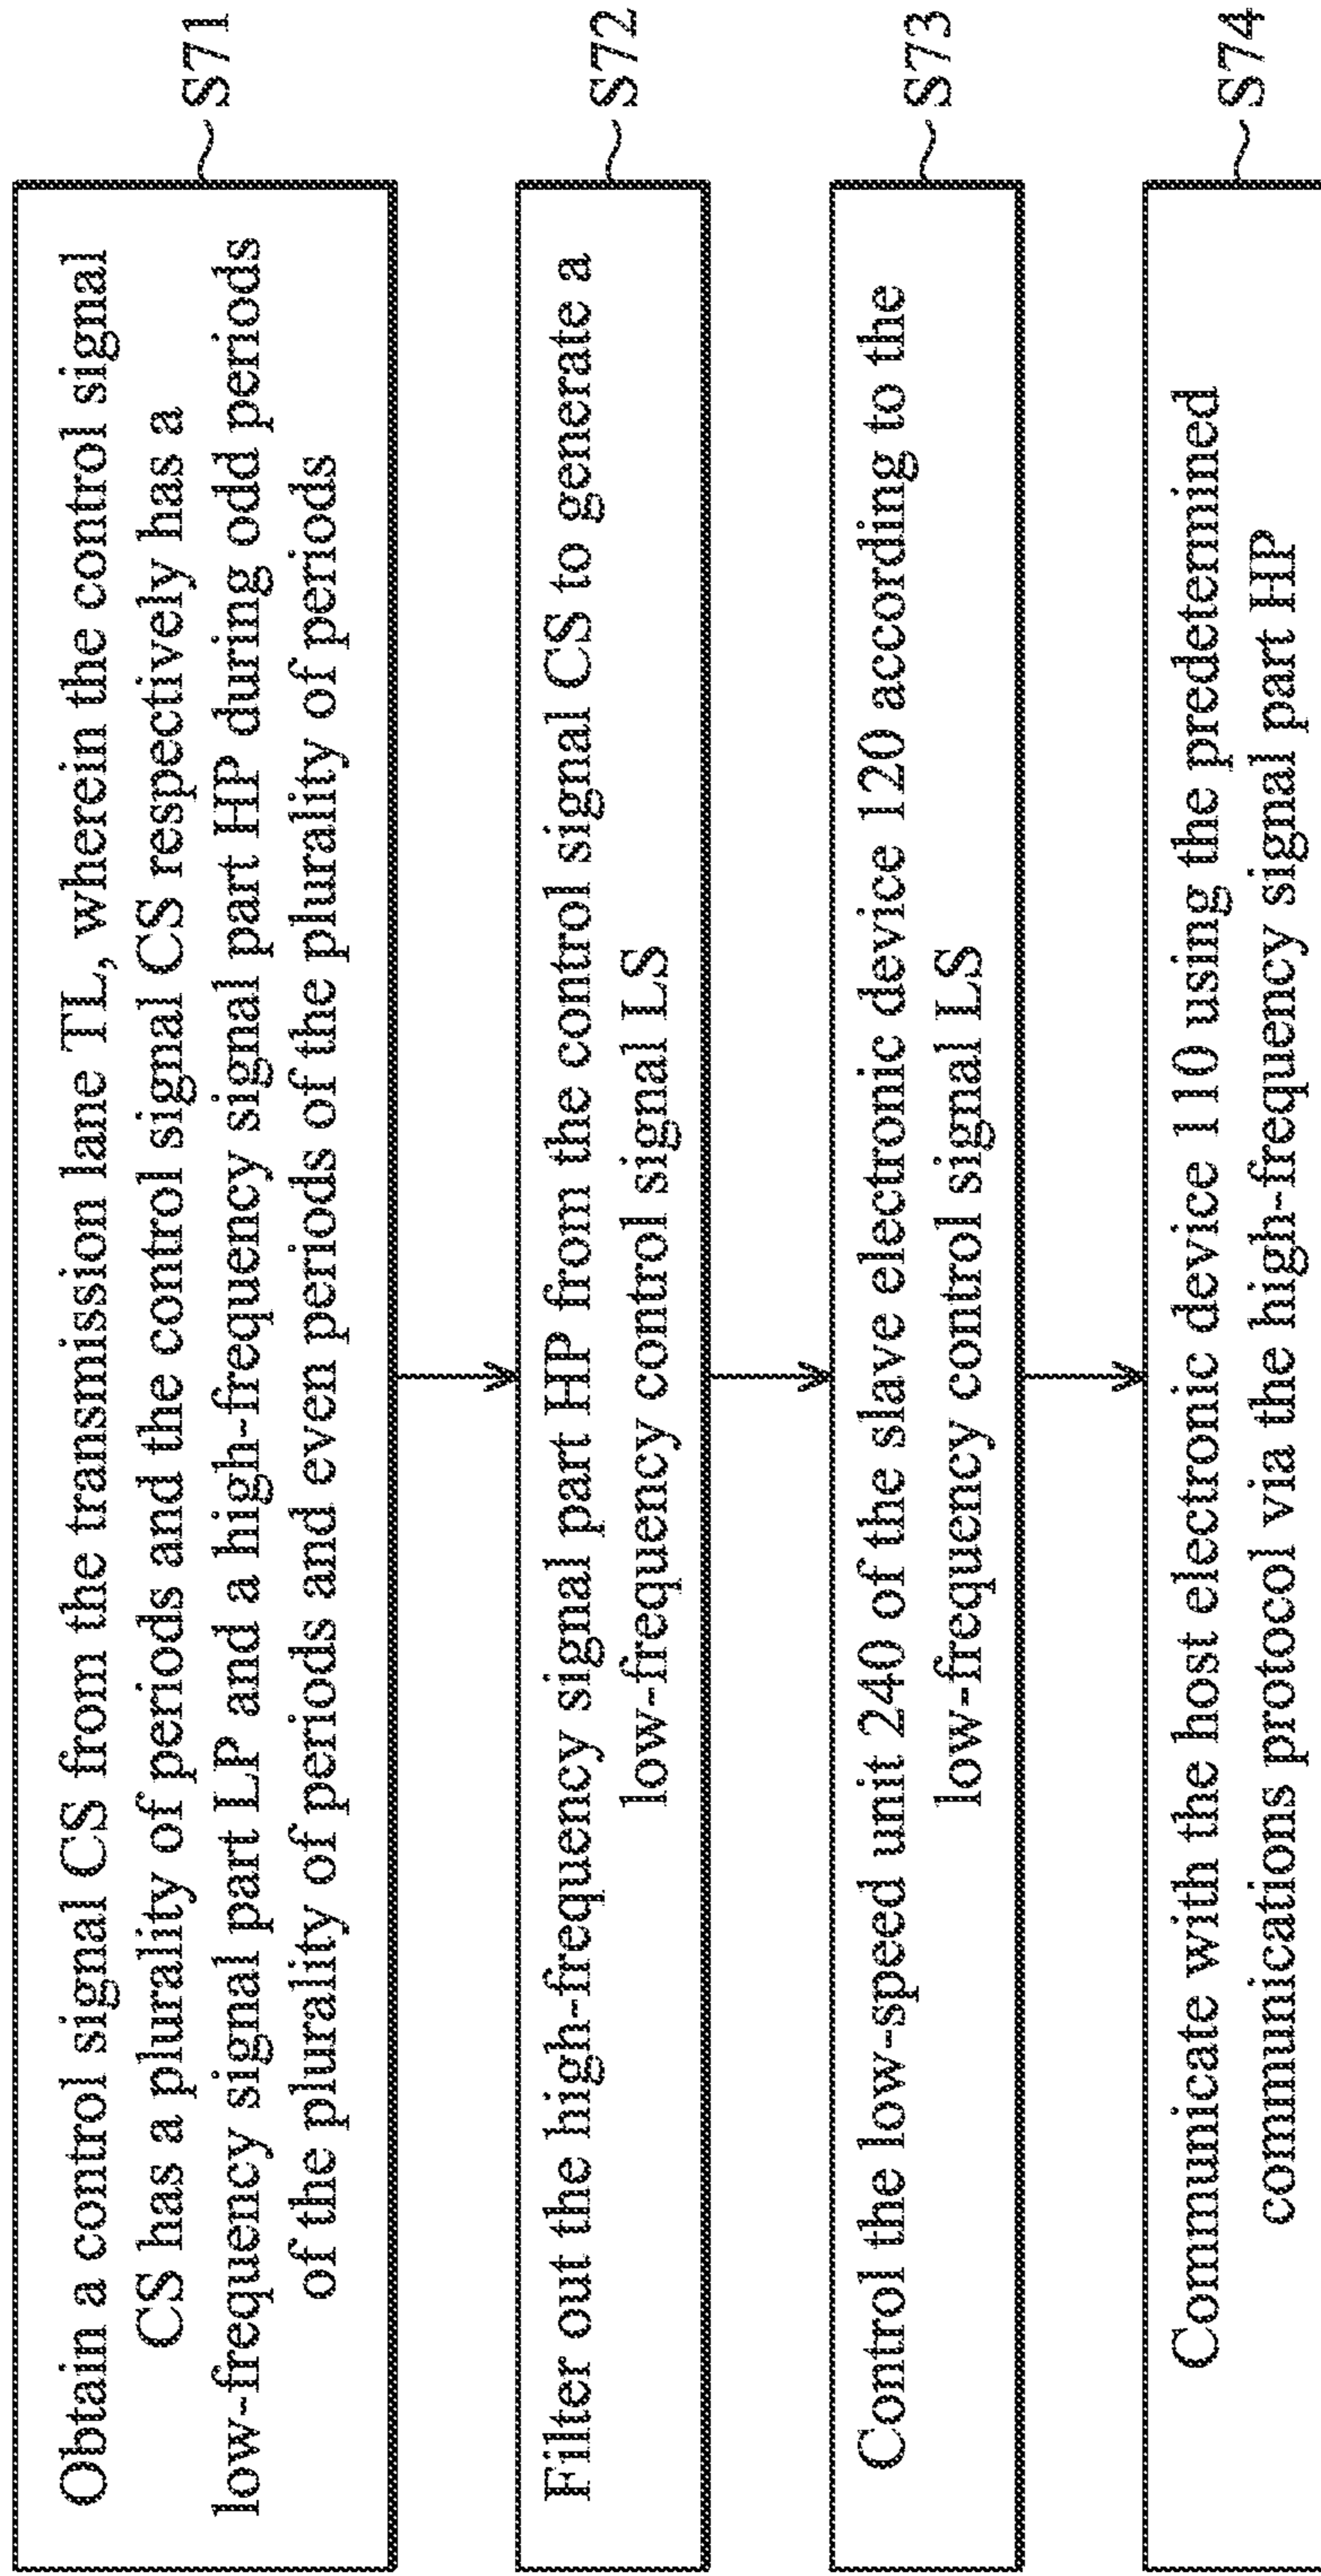 Obtain a control signal CS from the transmission lane TL, wherein the control signal
CS has a plurality of periods and the control signal CS respectively has a
low-frequency signal part LP and a high-frequency signal part HP during odd periods
of the plurality of periods and even periods of the plurality of periods
S71
Filter out the high-frequency signal part HP from the control signal CS to generate a
low-frequency control signal LS
S72
Control the low-speed unit 240 of the slave electronic device 120 according to the
low-frequency control signal LS
S73
Communicate with the host electronic device 110 using the predetermined
communications protocol via the high-frequency signal part HP
S74